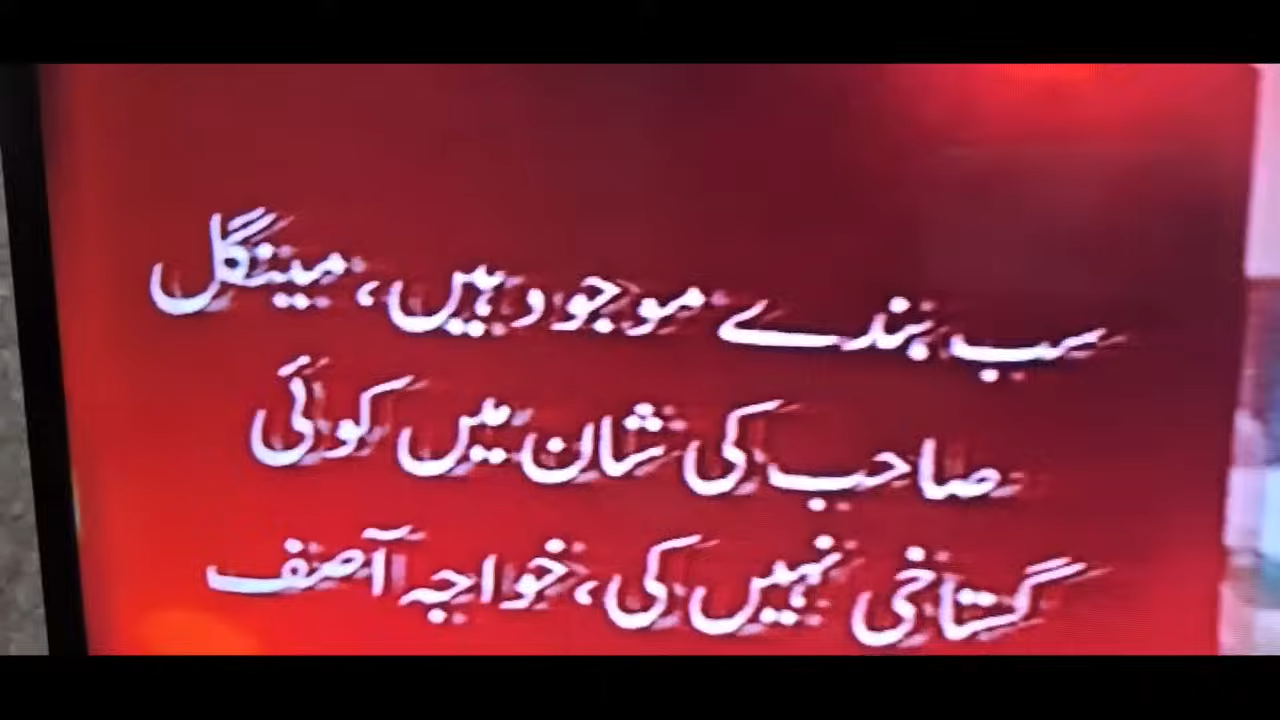 سب بندے موجود ہیں، مینگل
صاحب کی شان میں کوئی
گستاخی نہیں کی، خواجہ آصف